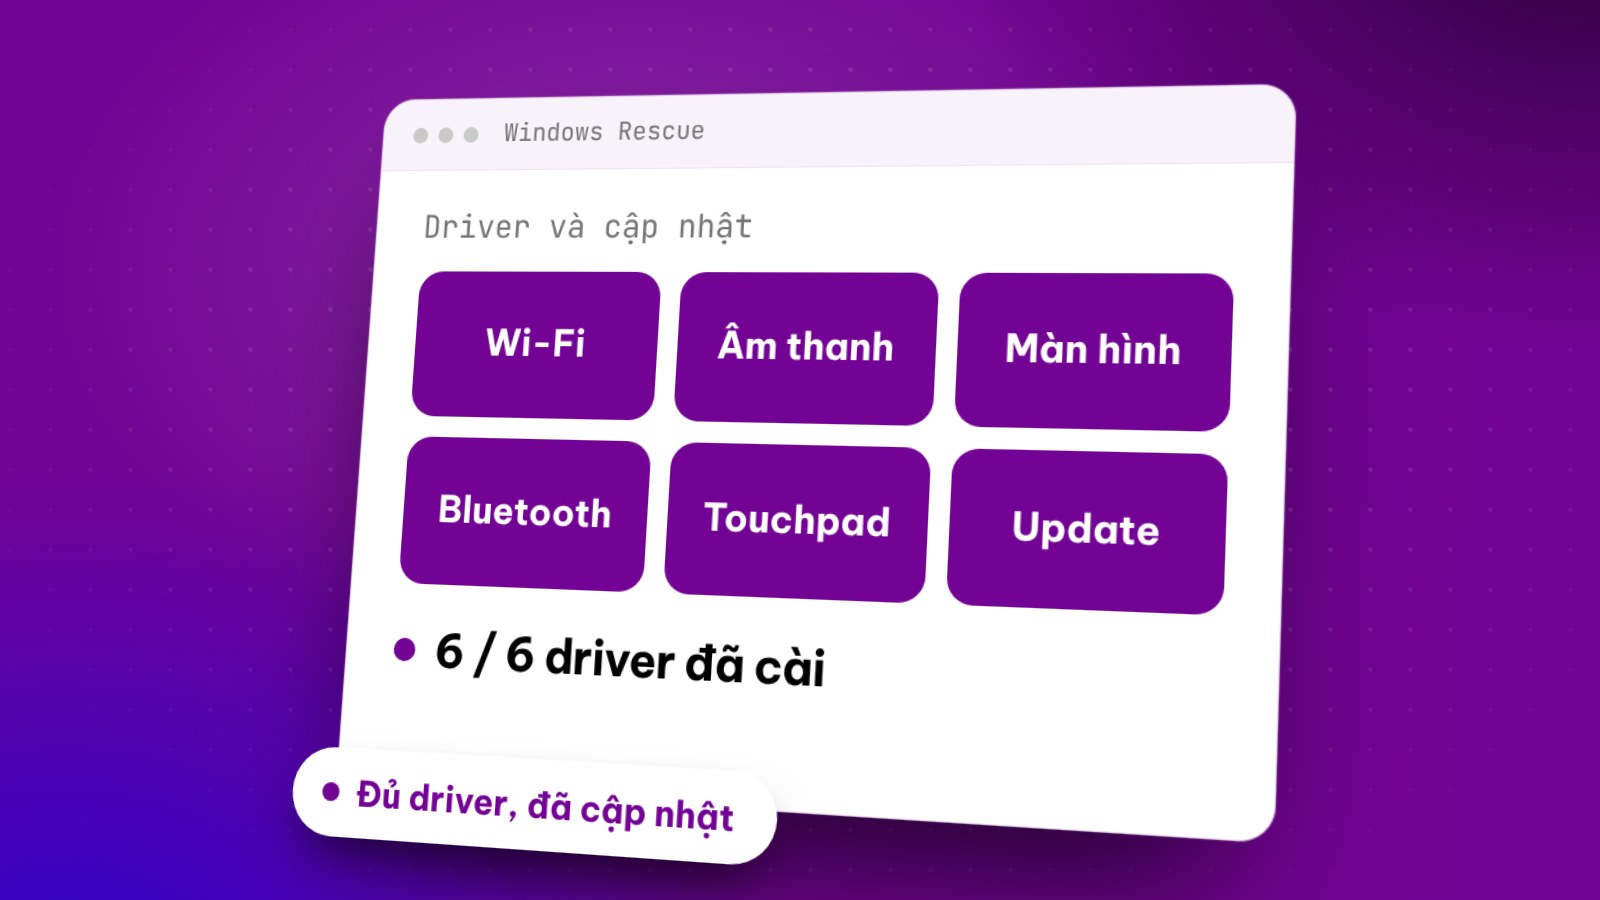 Windows Rescue
Driver và cập nhật
Wi-Fi
Âm thanh
Màn hình
Bluetooth
Touchpad
Update
6 / 6 driver đã cài
Đủ driver, đã cập nhật